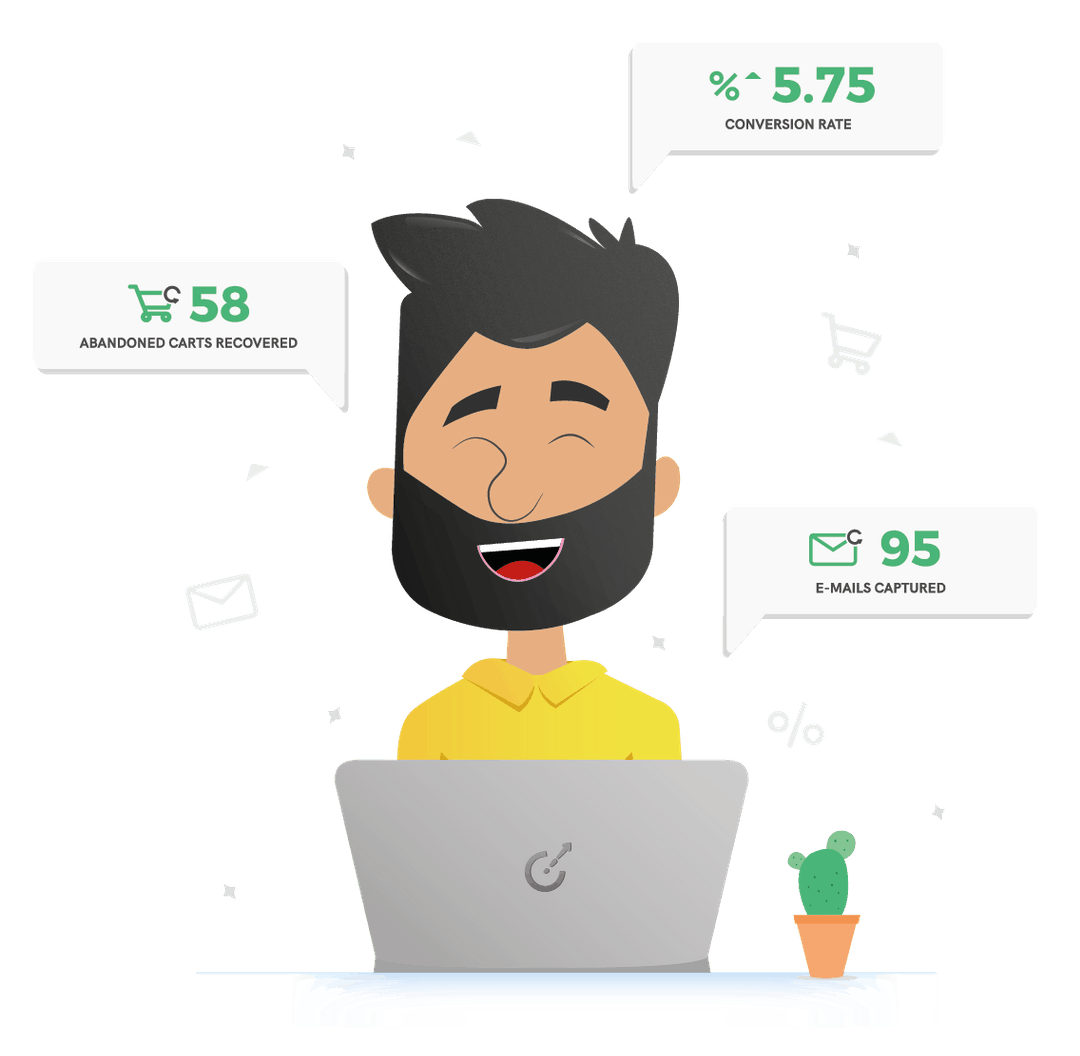 % 5.75
CONVERSION RATE
58
ABANDONED CARTS RECOVERED
95
E-MAILS CAPTURED
%